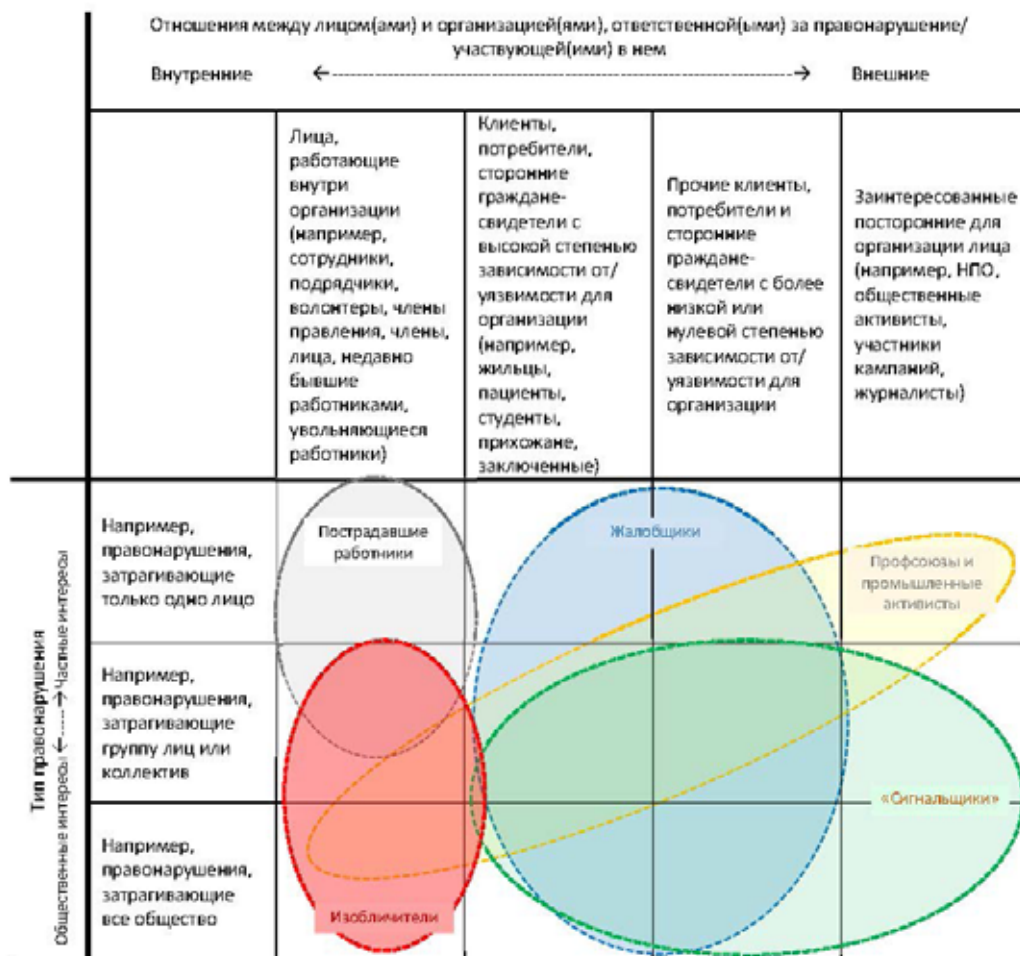 Отношения между лицом(ами) и организацией(ями), ответственной(ыми) за правонарушение/
участвующей(ими) в нем
Внутренние
Внешние
Лица,
работающие
внутри
организации
(например,
сотрудники,
подрядчики,
волонтеры, члены
правления, члены,
лица, недавно
бывшие
работниками,
увольняющиеся
работники)
Клиенты,
потребители,
сторонние
граждане-
свидетели с
высокой степенью
зависимости от/
уязвимости для
организации
(например,
жильцы,
пациенты,
студенты,
прихожане,
заключенные)
Прочие клиенты,
потребители и
сторонние
граждане-
свидетели с более
низкой или
нулевой степенью
зависимости от/
уязвимости для
организации
Заинтересованные
посторонние для
организации лица
(например, НПО,
общественные
активисты,
участники
кампаний,
журналисты)
Тип правонарушения
Общественные интересы <-----> Частные интересы
Например,
правонарушения,
затрагивающие
только одно лицо
Например,
правонарушения,
затрагивающие
группу лиц или
коллектив
Например,
правонарушения,
затрагивающие
все общество
Пострадавшие
работники
Жалобщики
Профсоюзы и
промышленные
активисты
«Сигнальщики»
Изобличители